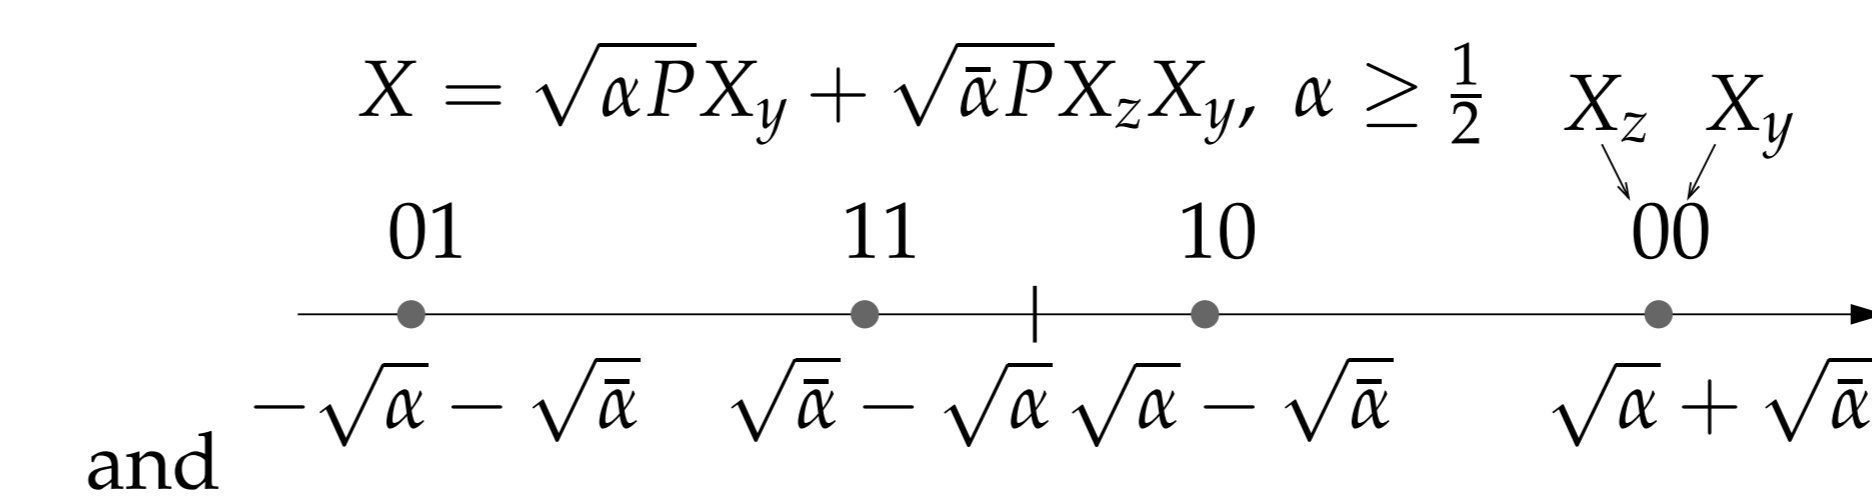 X = √αP X_y + √ᾱP X_z X_y, α ≥ 1/2 X_z X_y
01 11 10 00
−√α − √ᾱ √ᾱ − √α √α − √ᾱ √α + √ᾱ
and